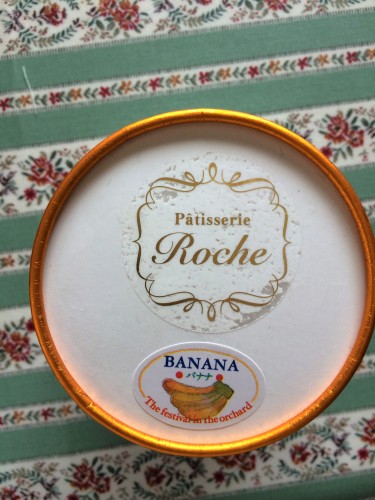 Pâtisserie
Roche
BANANA
バナナ
The festival in the orchard